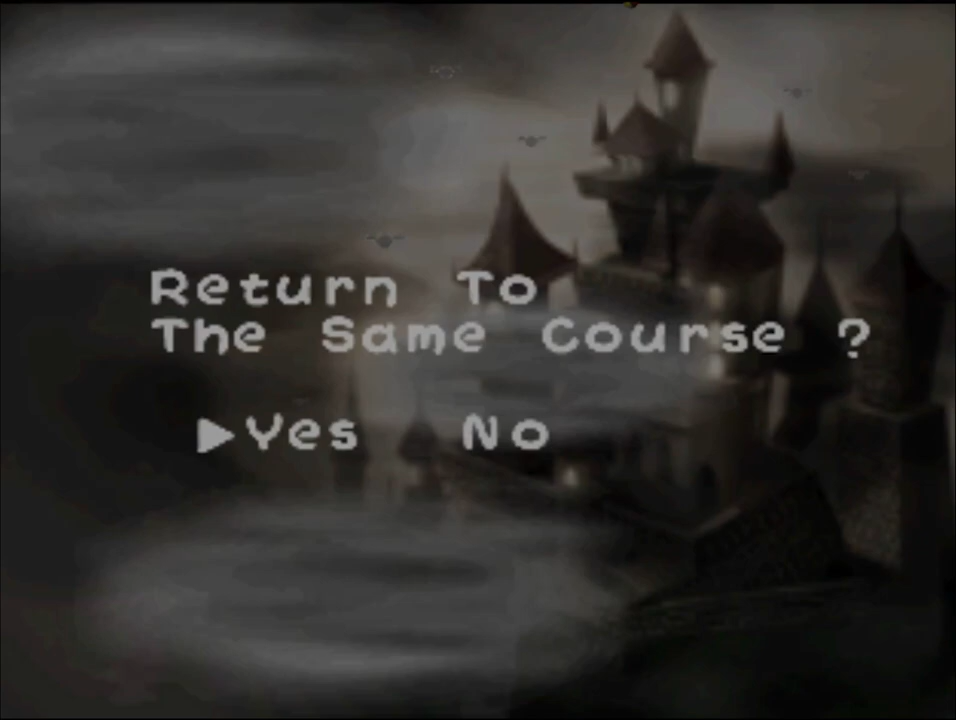 Return To
The Same Course ?
▶Yes No